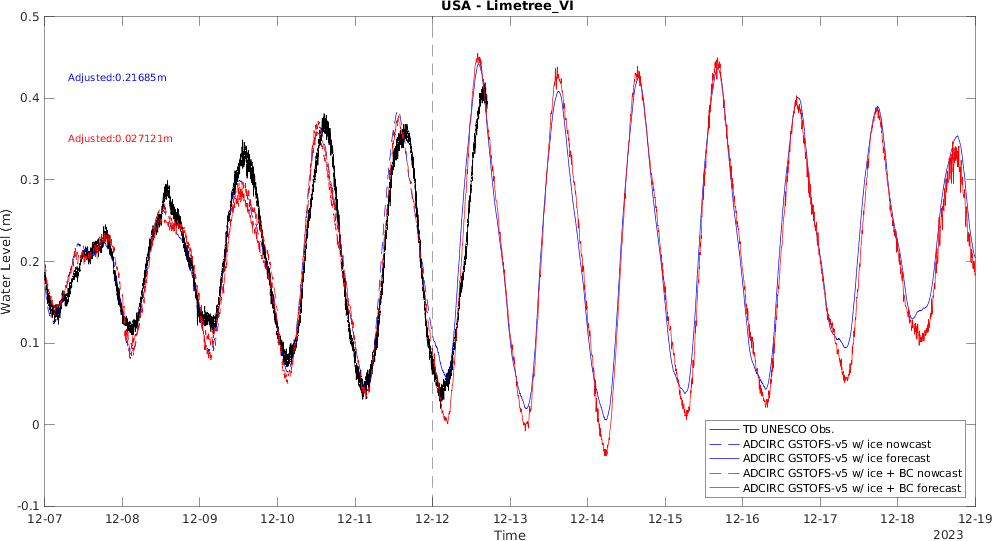 USA - Limetree_VI
0.5
0.4
0.3
0.2
0.1
0
-0.1
Water Level (m)
Adjusted:0.21685m
Adjusted:0.027121m
TD UNESCO Obs.
ADCIRC GSTOFS-v5 w/ ice nowcast
ADCIRC GSTOFS-v5 w/ ice forecast
ADCIRC GSTOFS-v5 w/ ice + BC nowcast
ADCIRC GSTOFS-v5 w/ ice + BC forecast
12-07 12-08 12-09 12-10 12-11 12-12 12-13 12-14 12-15 12-16 12-17 12-18 12-19
Time
2023